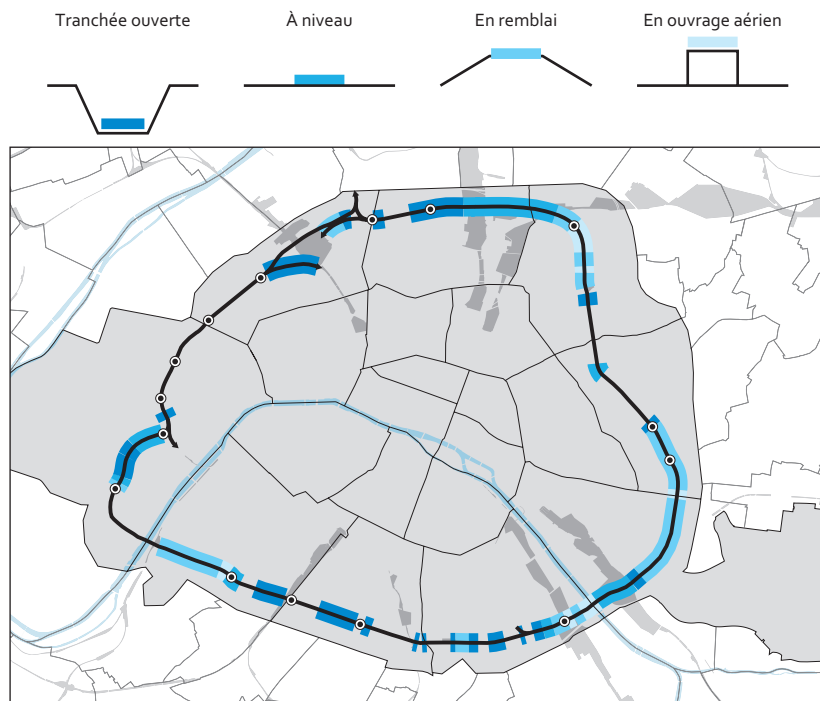 Tranchée ouverte
À niveau
En remblai
En ouvrage aérien